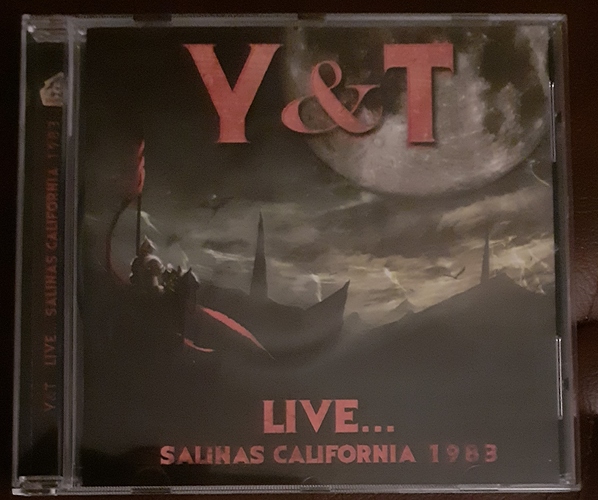 Y & T
LIVE...
SALINAS CALIFORNIA 1983
Y & T LIVE SALINAS CALIFORNIA 1983